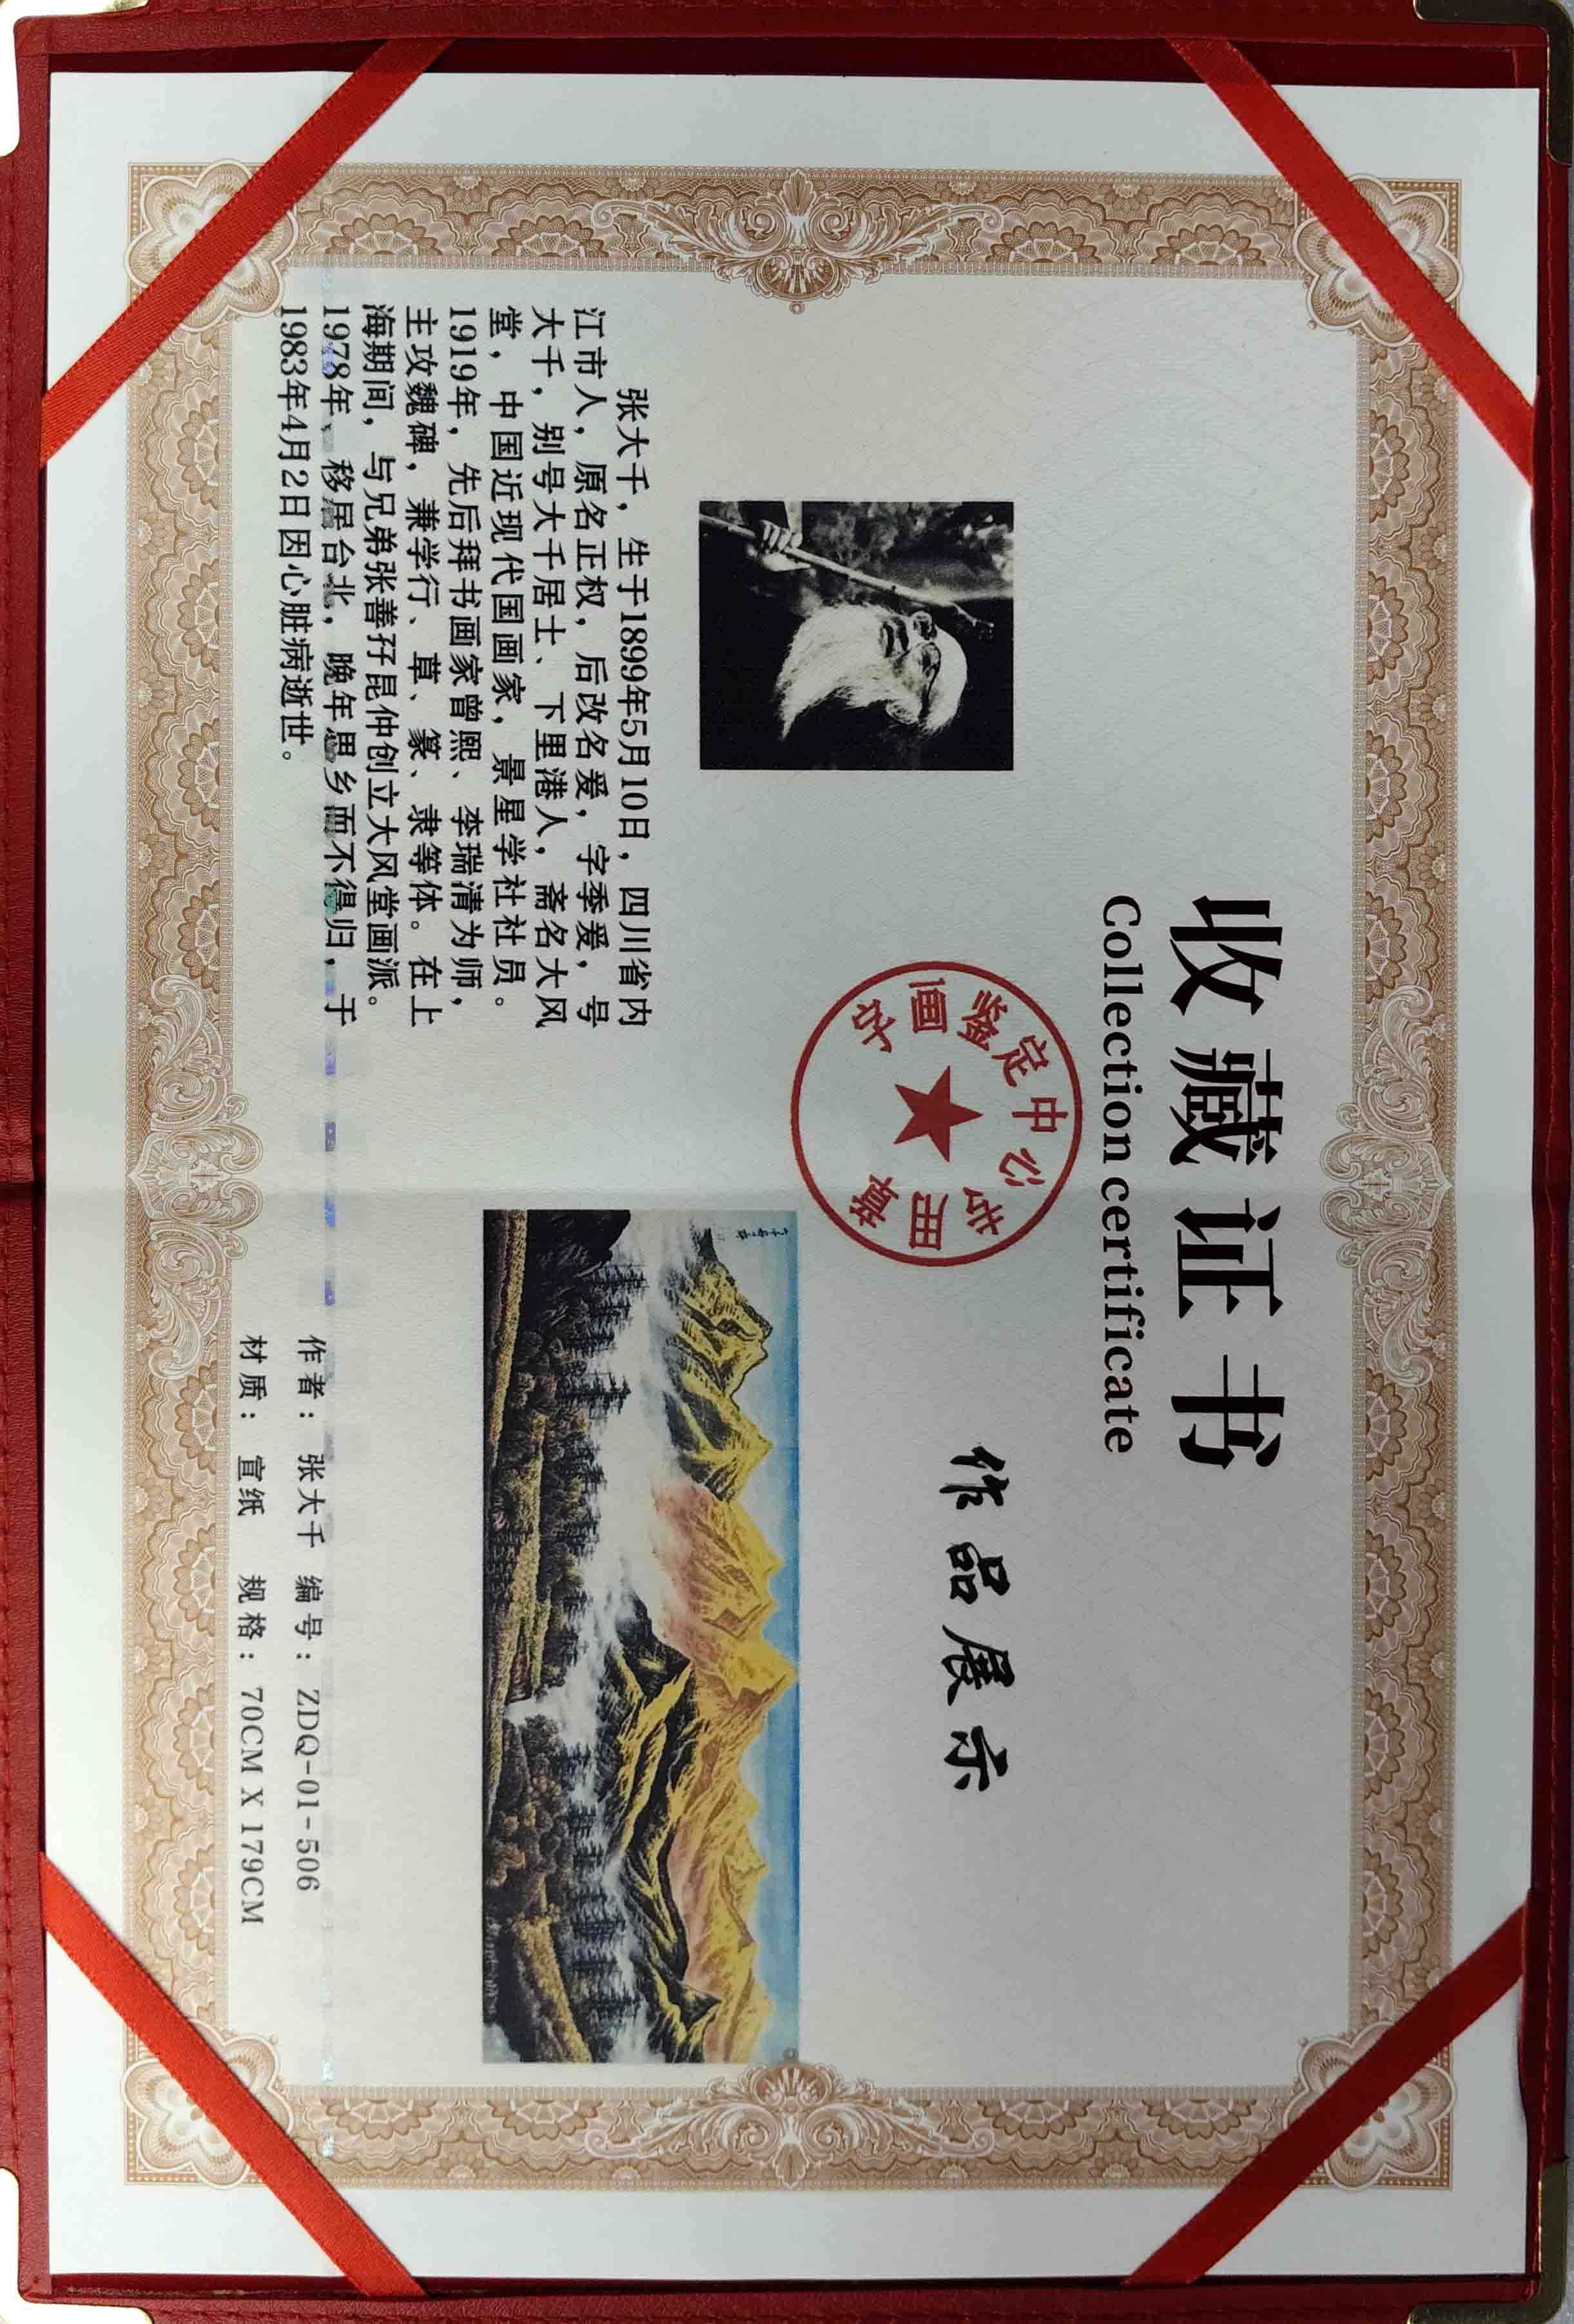 收藏证书
Collection certificate
字画鉴定中心
专用章
作品展示
张大千，生于1899年5月10日，四川省内
江市人，原名正权，后改名爰，字季爰，号
大千，别号大千居士、下里港人，斋名大风
堂，中国近现代国画家，景星学社社员。
1919年，先后拜书画家曾熙、李瑞清为师，
主攻魏碑，兼学行、草、篆、隶等体。在上
海期间，与兄弟张善孖昆仲创立大风堂画派。
1978年、移居台北，晚年思乡而不得归，于
1983年4月2日因心脏病逝世。
作者：张大千 编号：ZDQ-01-506
材质：宣纸 规格：70CM X 179CM